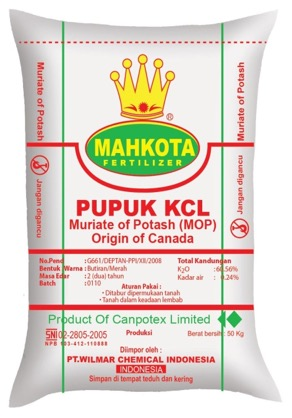 Muriate of Potash
Muriate of Potash
®
MAHKOTA
FERTILIZER
Jangan digancu
Jangan digancu
PUPUK KCL
Muriate of Potash (MOP)
Origin of Canada
No.Pend : G661/DEPTAN-PPI/XII/2008
Bentuk Warna : Butiran/Merah
Masa Edar : 2 (dua) tahun
Batch : 0110
Total Kandungan
K2O : 60.56%
Kadar air : 0.24%
Aturan Pakai :
• Ditabur dipermukaan tanah
• Tanah dalam keadaan lembab
Product Of Canpotex Limited
SNI 02-2805-2005
NPB 103-412-110688
Produksi
Berat bersih: 50 Kg
Diimpor oleh :
PT.WILMAR CHEMICAL INDONESIA
INDONESIA
Simpan di tempat teduh dan kering